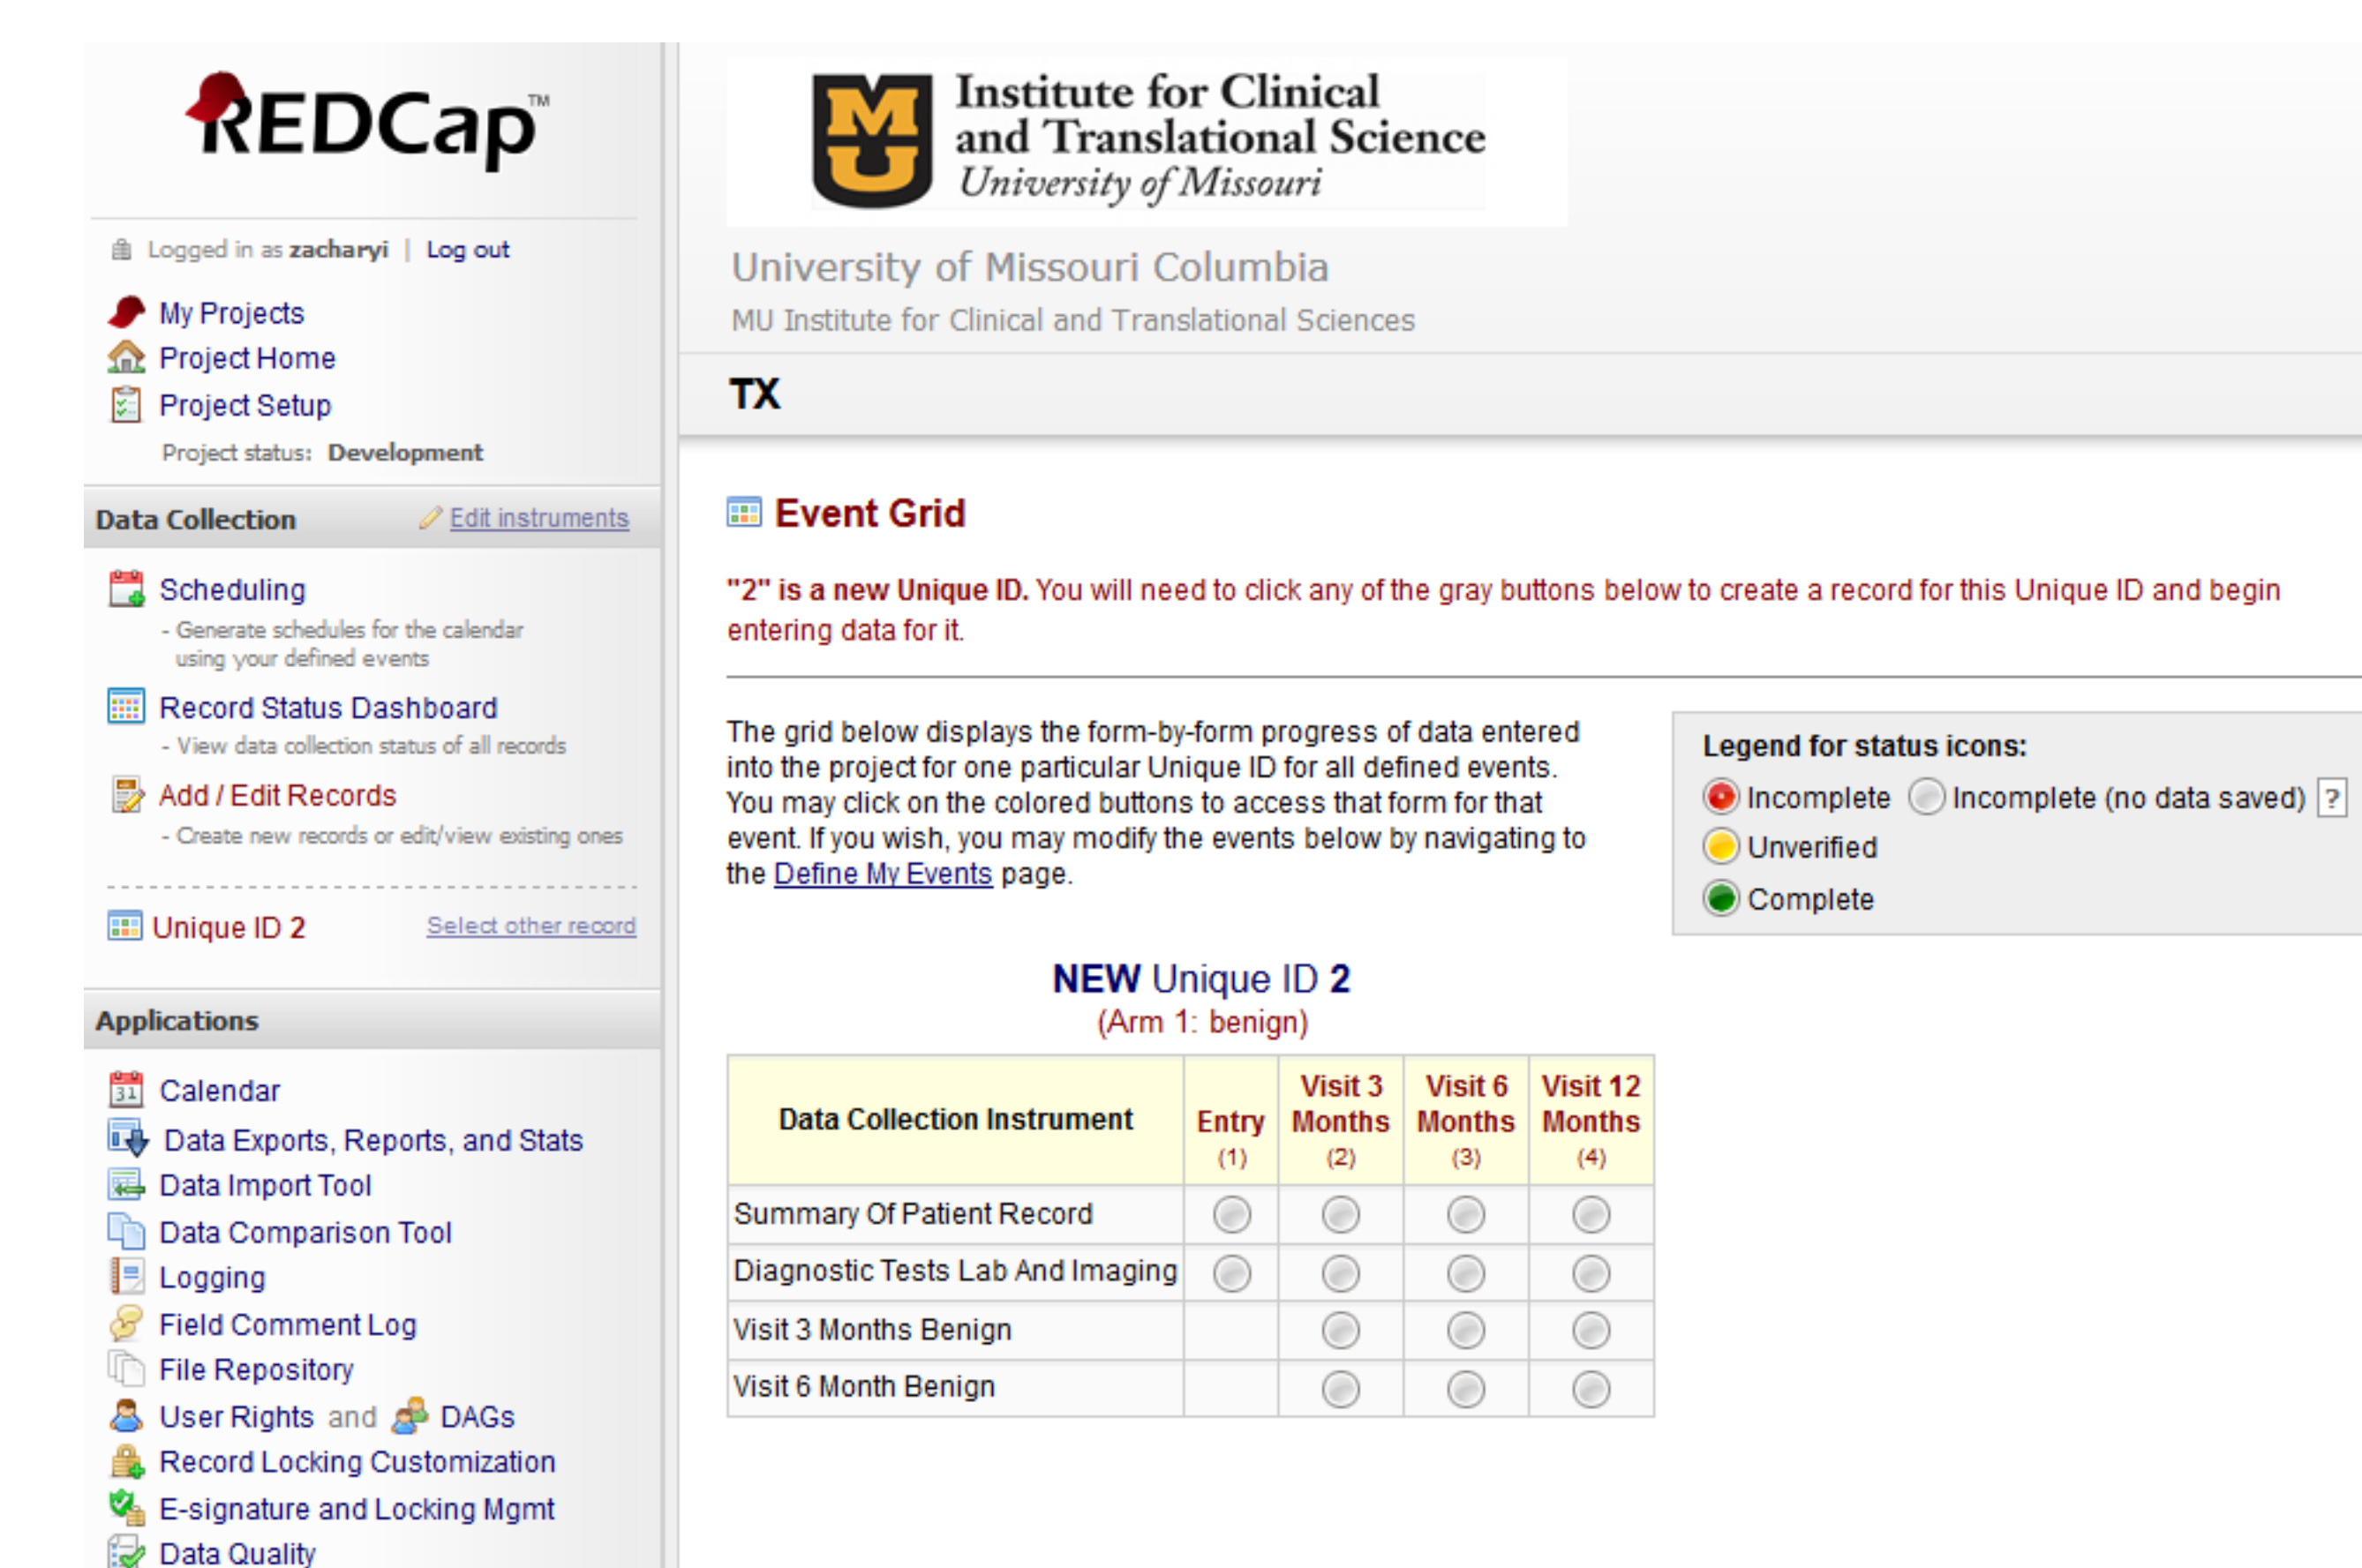 REDCap™
Logged in as zacharyi | Log out
My Projects
Project Home
Project Setup
Project status: Development
Data Collection Edit instruments
Scheduling
- Generate schedules for the calendar
using your defined events
Record Status Dashboard
- View data collection status of all records
Add / Edit Records
- Create new records or edit/view existing ones
Unique ID 2 Select other record
Applications
31 Calendar
Data Exports, Reports, and Stats
Data Import Tool
Data Comparison Tool
Logging
Field Comment Log
File Repository
User Rights and DAGs
Record Locking Customization
E-signature and Locking Mgmt
Data Quality
MU
Institute for Clinical
and Translational Science
University of Missouri
University of Missouri Columbia
MU Institute for Clinical and Translational Sciences
TX
Event Grid
"2" is a new Unique ID. You will need to click any of the gray buttons below to create a record for this Unique ID and begin
entering data for it.
The grid below displays the form-by-form progress of data entered
into the project for one particular Unique ID for all defined events.
You may click on the colored buttons to access that form for that
event. If you wish, you may modify the events below by navigating to
the Define My Events page.
Legend for status icons:
Incomplete Incomplete (no data saved) ?
Unverified
Complete
NEW Unique ID 2
(Arm 1: benign)
Data Collection Instrument Entry (1) Visit 3 Months (2) Visit 6 Months (3) Visit 12 Months (4)
Summary Of Patient Record
Diagnostic Tests Lab And Imaging
Visit 3 Months Benign
Visit 6 Month Benign